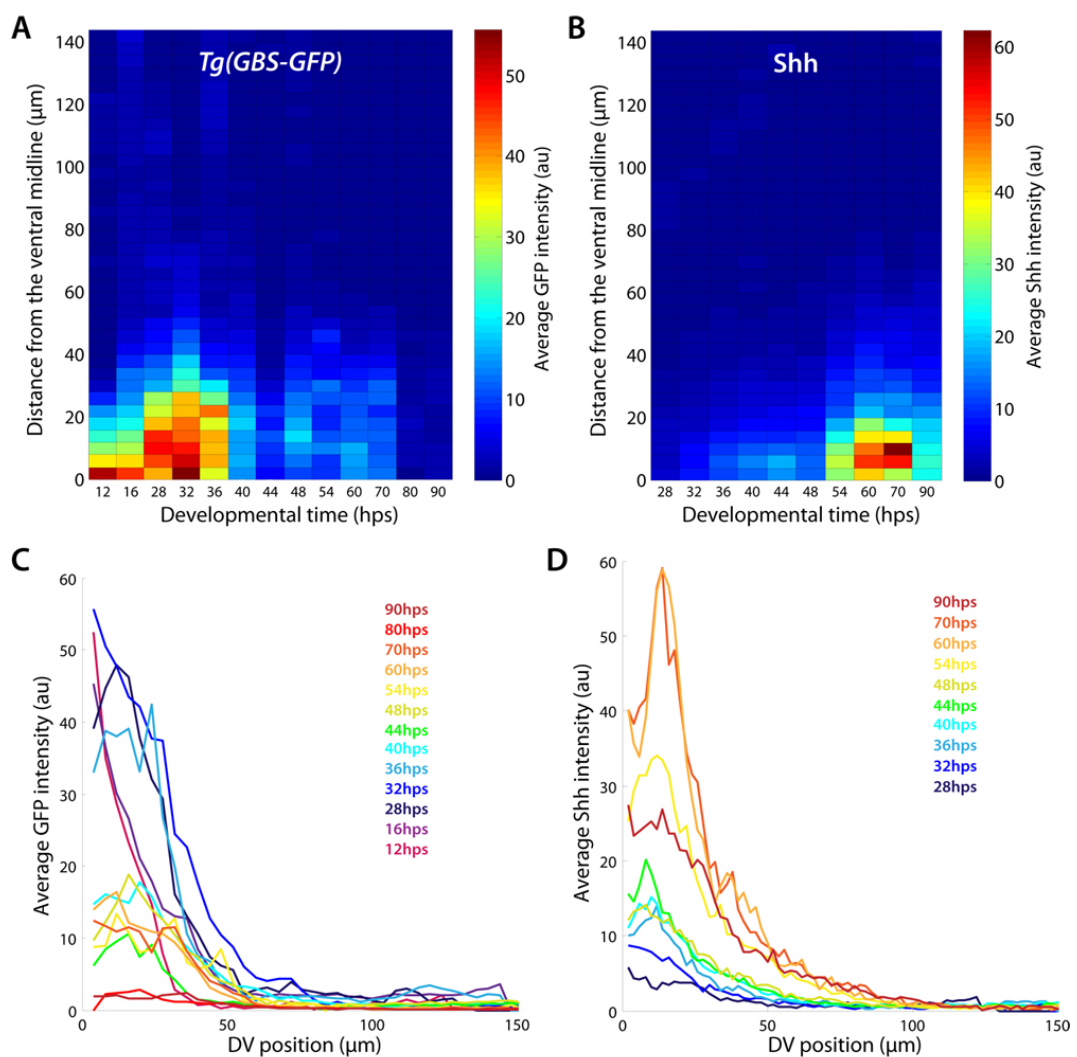 A
Tg(GBS-GFP)
140
120
100
80
60
40
20
0
Distance from the ventral midline (µm)
12 16 28 32 36 40 44 48 54 60 70 80 90
Developmental time (hps)
50
40
30
20
10
0
Average GFP intensity (au)
B
Shh
140
120
100
80
60
40
20
0
Distance from the ventral midline (µm)
28 32 36 40 44 48 54 60 70 90
Developmental time (hps)
60
50
40
30
20
10
0
Average Shh intensity (au)
C
60
50
40
30
20
10
0
Average GFP intensity (au)
90hps
80hps
70hps
60hps
54hps
48hps
44hps
40hps
36hps
32hps
28hps
16hps
12hps
0 50 100 150
DV position (µm)
D
60
50
40
30
20
10
0
Average Shh intensity (au)
90hps
70hps
60hps
54hps
48hps
44hps
40hps
36hps
32hps
28hps
0 50 100 150
DV position (µm)